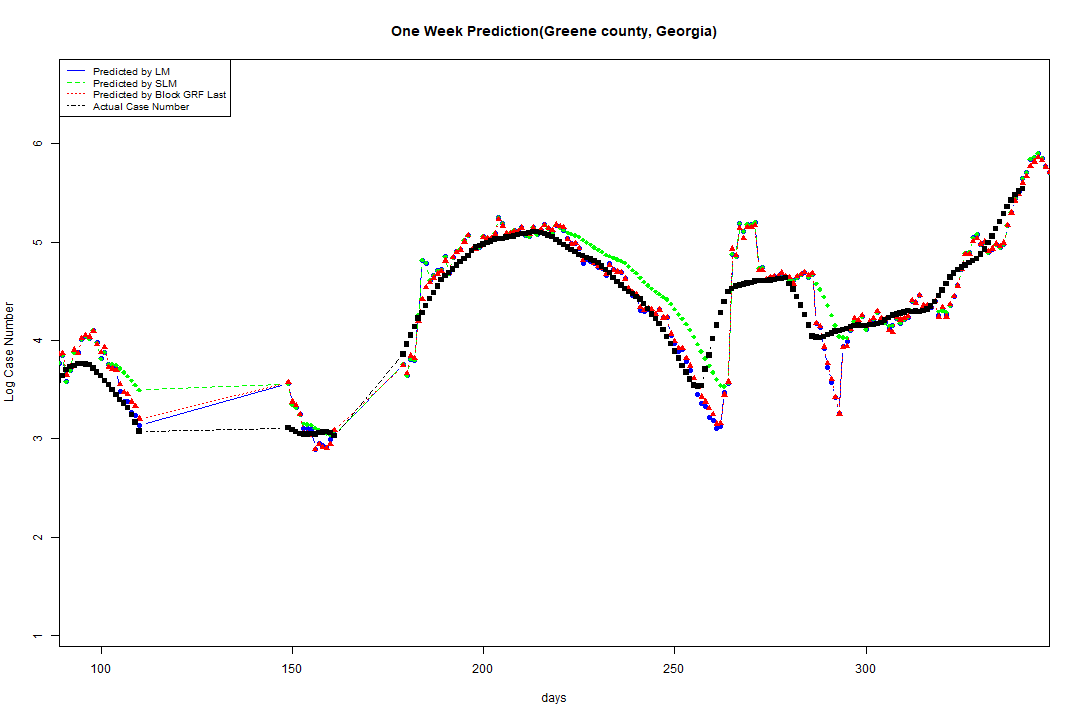 One Week Prediction(Greene county, Georgia)
Predicted by LM
Predicted by SLM
Predicted by Block GRF Last
Actual Case Number
Log Case Number
6
5
4
3
2
1
100 150 200 250 300
days